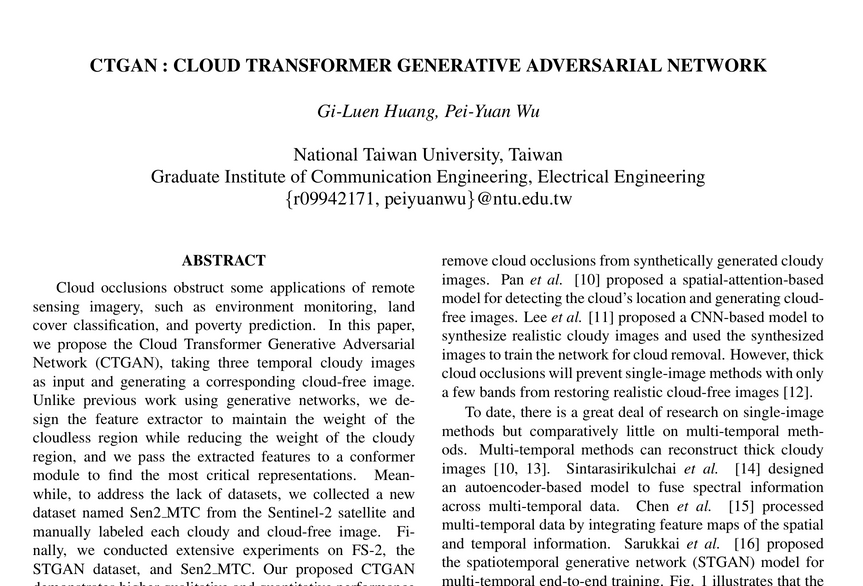 CTGAN : CLOUD TRANSFORMER GENERATIVE ADVERSARIAL NETWORK
Gi-Luen Huang, Pei-Yuan Wu
National Taiwan University, Taiwan
Graduate Institute of Communication Engineering, Electrical Engineering
{r09942171, peiyuanwu}@ntu.edu.tw
ABSTRACT
Cloud occlusions obstruct some applications of remote
sensing imagery, such as environment monitoring, land
cover classification, and poverty prediction. In this paper,
we propose the Cloud Transformer Generative Adversarial
Network (CTGAN), taking three temporal cloudy images
as input and generating a corresponding cloud-free image.
Unlike previous work using generative networks, we de-
sign the feature extractor to maintain the weight of the
cloudless region while reducing the weight of the cloudy
region, and we pass the extracted features to a conformer
module to find the most critical representations. Mean-
while, to address the lack of datasets, we collected a new
dataset named Sen2_MTC from the Sentinel-2 satellite and
manually labeled each cloudy and cloud-free image. Fi-
nally, we conducted extensive experiments on FS-2, the
STGAN dataset, and Sen2_MTC. Our proposed CTGAN
demonstrates higher qualitative and quantitative performance
remove cloud occlusions from synthetically generated cloudy
images. Pan et al. [10] proposed a spatial-attention-based
model for detecting the cloud's location and generating cloud-
free images. Lee et al. [11] proposed a CNN-based model to
synthesize realistic cloudy images and used the synthesized
images to train the network for cloud removal. However, thick
cloud occlusions will prevent single-image methods with only
a few bands from restoring realistic cloud-free images [12].
To date, there is a great deal of research on single-image
methods but comparatively little on multi-temporal meth-
ods. Multi-temporal methods can reconstruct thick cloudy
images [10, 13]. Sintarasirikulchai et al. [14] designed
an autoencoder-based model to fuse spectral information
across multi-temporal data. Chen et al. [15] processed
multi-temporal data by integrating feature maps of the spatial
and temporal information. Sarukkai et al. [16] proposed
the spatiotemporal generative network (STGAN) model for
multi-temporal end-to-end training. Fig. 1 illustrates that the